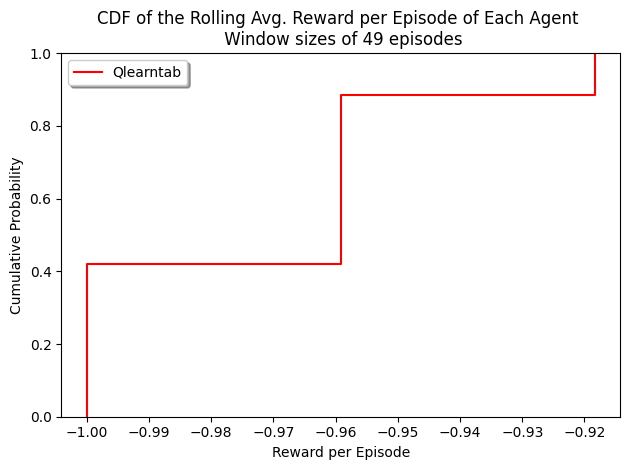 CDF of the Rolling Avg. Reward per Episode of Each Agent
Window sizes of 49 episodes
Qlearntab
1.0
0.8
0.6
0.4
0.2
0.0
Cumulative Probability
−1.00 −0.99 −0.98 −0.97 −0.96 −0.95 −0.94 −0.93 −0.92
Reward per Episode